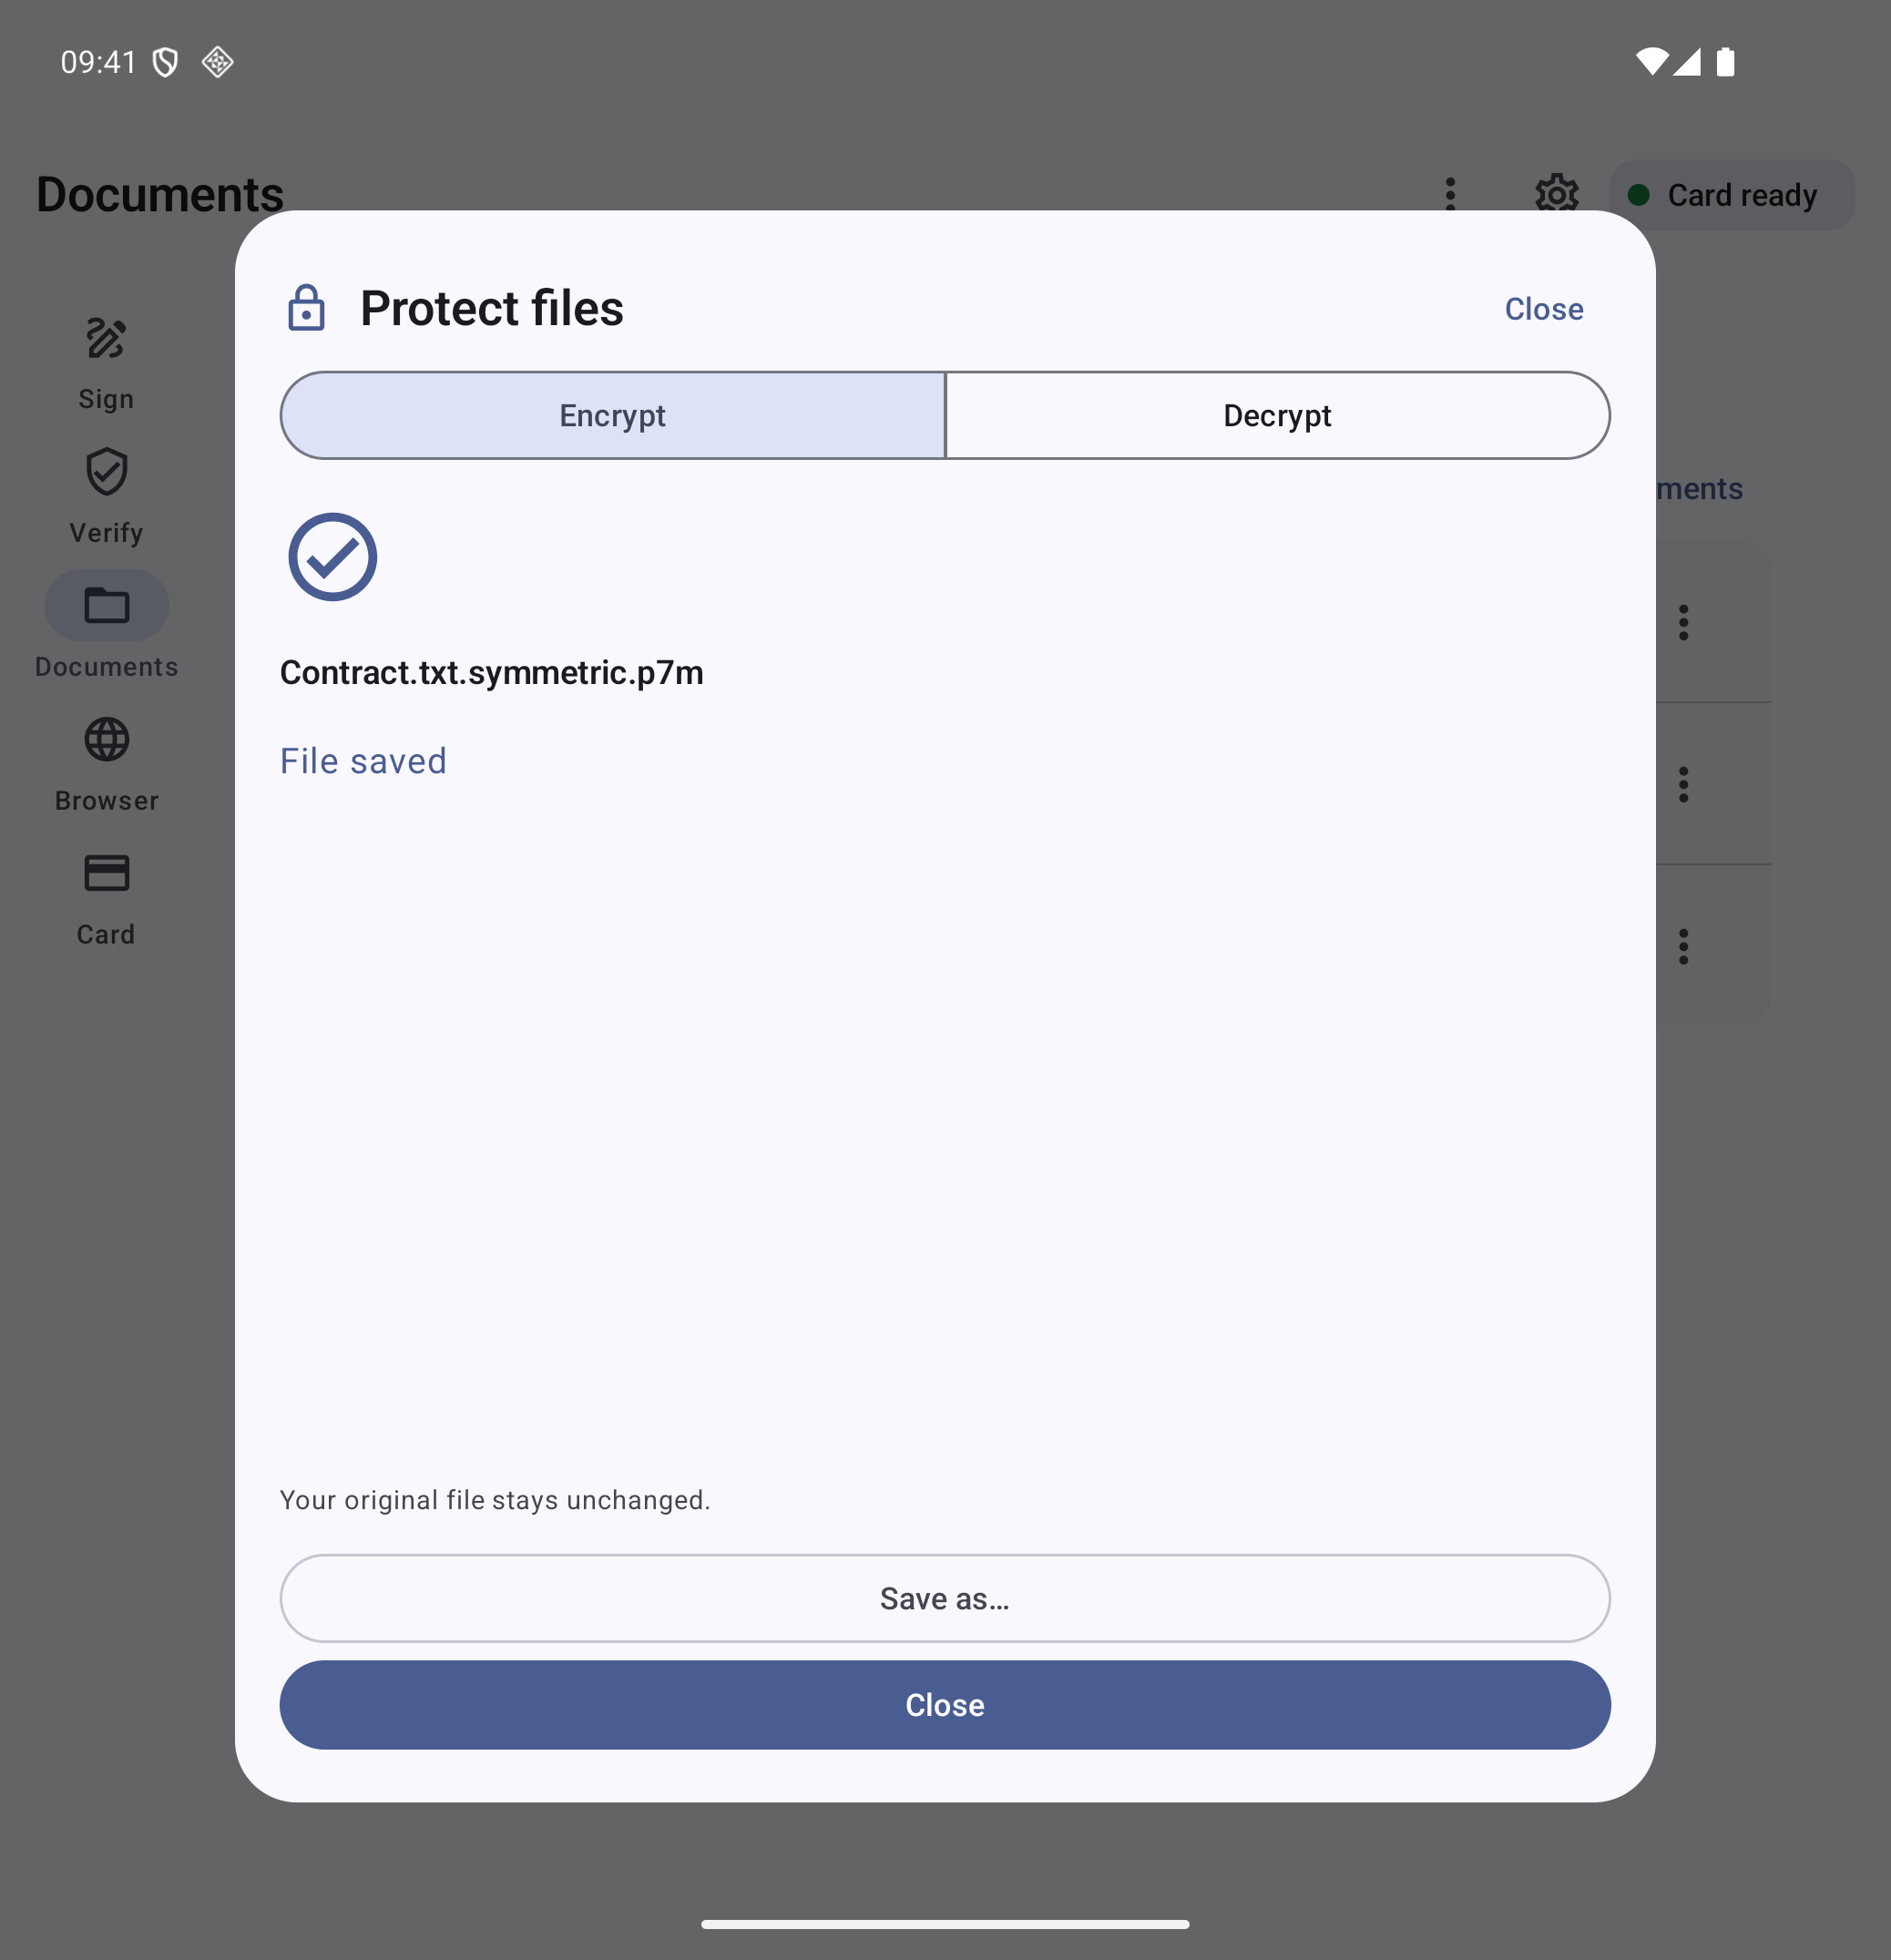 09:41
Documents
Card ready
Protect files
Close
Encrypt
Decrypt
Sign
Verify
Documents
Browser
Card
ments
Contract.txt.symmetric.p7m
File saved
Your original file stays unchanged.
Save as...
Close